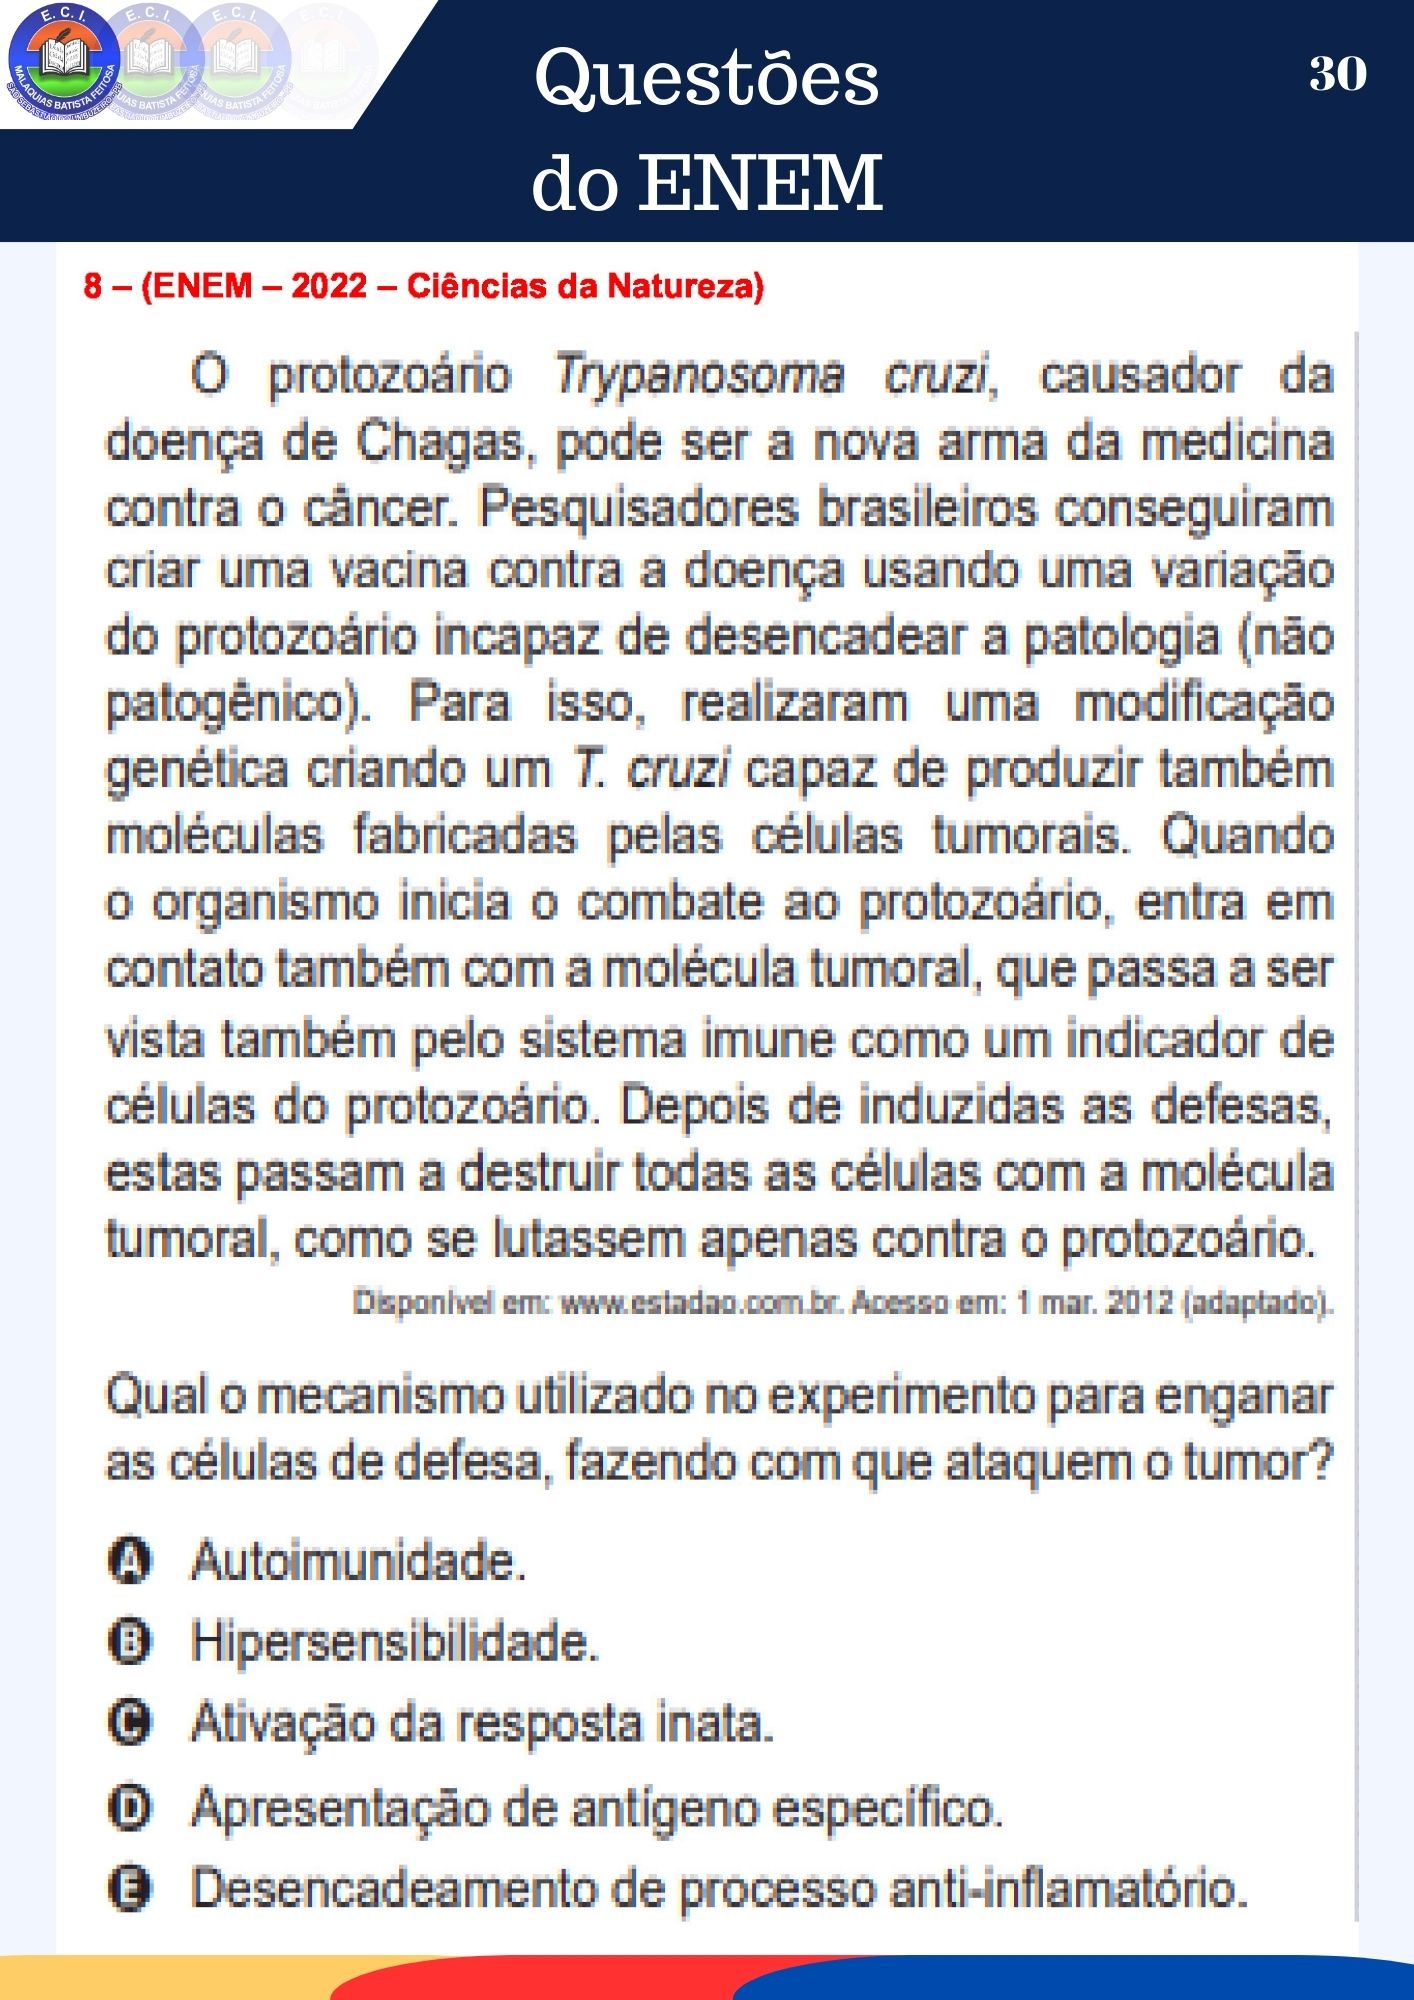 E. C. I.
MALAQUIAS BATISTA FEITOSA
Questões
do ENEM
30
8 – (ENEM – 2022 – Ciências da Natureza)
O protozoário Trypanosoma cruzi, causador da
doença de Chagas, pode ser a nova arma da medicina
contra o câncer. Pesquisadores brasileiros conseguiram
criar uma vacina contra a doença usando uma variação
do protozoário incapaz de desencadear a patologia (não
patogênico). Para isso, realizaram uma modificação
genética criando um T. cruzi capaz de produzir também
moléculas fabricadas pelas células tumorais. Quando
o organismo inicia o combate ao protozoário, entra em
contato também com a molécula tumoral, que passa a ser
vista também pelo sistema imune como um indicador de
células do protozoário. Depois de induzidas as defesas,
estas passam a destruir todas as células com a molécula
tumoral, como se lutassem apenas contra o protozoário.
Disponível em: www.estadao.com.br. Acesso em: 1 mar. 2012 (adaptado).
Qual o mecanismo utilizado no experimento para enganar
as células de defesa, fazendo com que ataquem o tumor?
A Autoimunidade.
B Hipersensibilidade.
C Ativação da resposta inata.
D Apresentação de antígeno específico.
E Desencadeamento de processo anti-inflamatório.